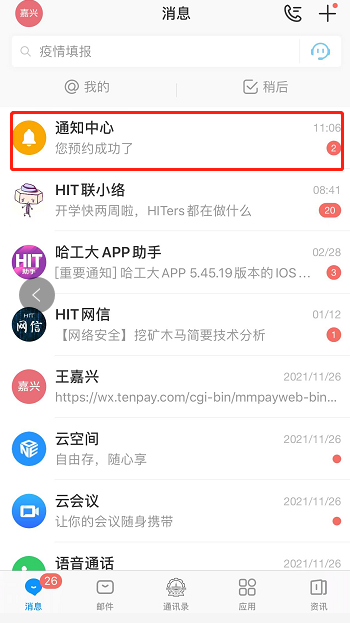 嘉兴
消息
疫情填报
@ 我的
稍后
通知中心
11:06
您预约成功了
2
HIT联小络
08:41
开学快两周啦，HITers都在做什么
20
HIT
助手
哈工大APP助手
02/28
[重要通知] 哈工大APP 5.45.19版本的IOS ...
3
HIT
网信
HIT网信
01/12
【网络安全】挖矿木马简要技术分析
1
嘉兴
王嘉兴
2021/11/26
https://wx.tenpay.com/cgi-bin/mmpayweb-bin...
云空间
2021/11/26
自由存，随心享
云会议
2021/11/26
让你的会议随身携带
语音通话
2021/11/26
26
消息
邮件
通讯录
应用
资讯